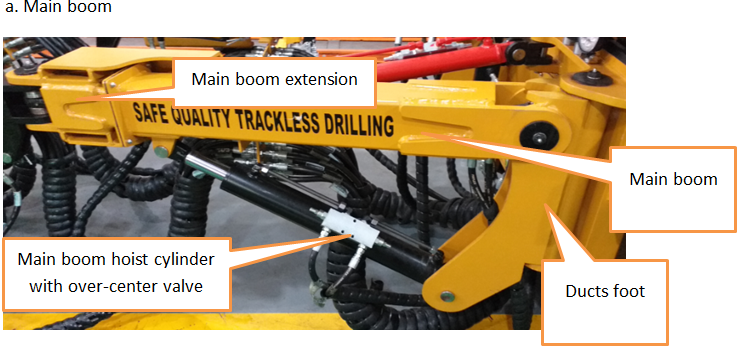 a. Main boom
Main boom extension
SAFE QUALITY TRACKLESS DRILLING
Main boom
Main boom hoist cylinder
with over-center valve
Ducts foot